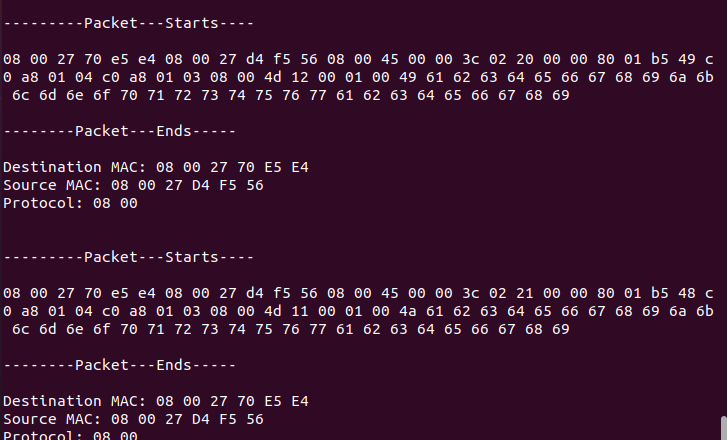 ---------Packet---Starts----
08 00 27 70 e5 e4 08 00 27 d4 f5 56 08 00 45 00 00 3c 02 20 00 00 80 01 b5 49 c
0 a8 01 04 c0 a8 01 03 08 00 4d 12 00 01 00 49 61 62 63 64 65 66 67 68 69 6a 6b
6c 6d 6e 6f 70 71 72 73 74 75 76 77 61 62 63 64 65 66 67 68 69
--------Packet---Ends-----
Destination MAC: 08 00 27 70 E5 E4
Source MAC: 08 00 27 D4 F5 56
Protocol: 08 00
---------Packet---Starts----
08 00 27 70 e5 e4 08 00 27 d4 f5 56 08 00 45 00 00 3c 02 21 00 00 80 01 b5 48 c
0 a8 01 04 c0 a8 01 03 08 00 4d 11 00 01 00 4a 61 62 63 64 65 66 67 68 69 6a 6b
6c 6d 6e 6f 70 71 72 73 74 75 76 77 61 62 63 64 65 66 67 68 69
--------Packet---Ends-----
Destination MAC: 08 00 27 70 E5 E4
Source MAC: 08 00 27 D4 F5 56
Protocol: 08 00